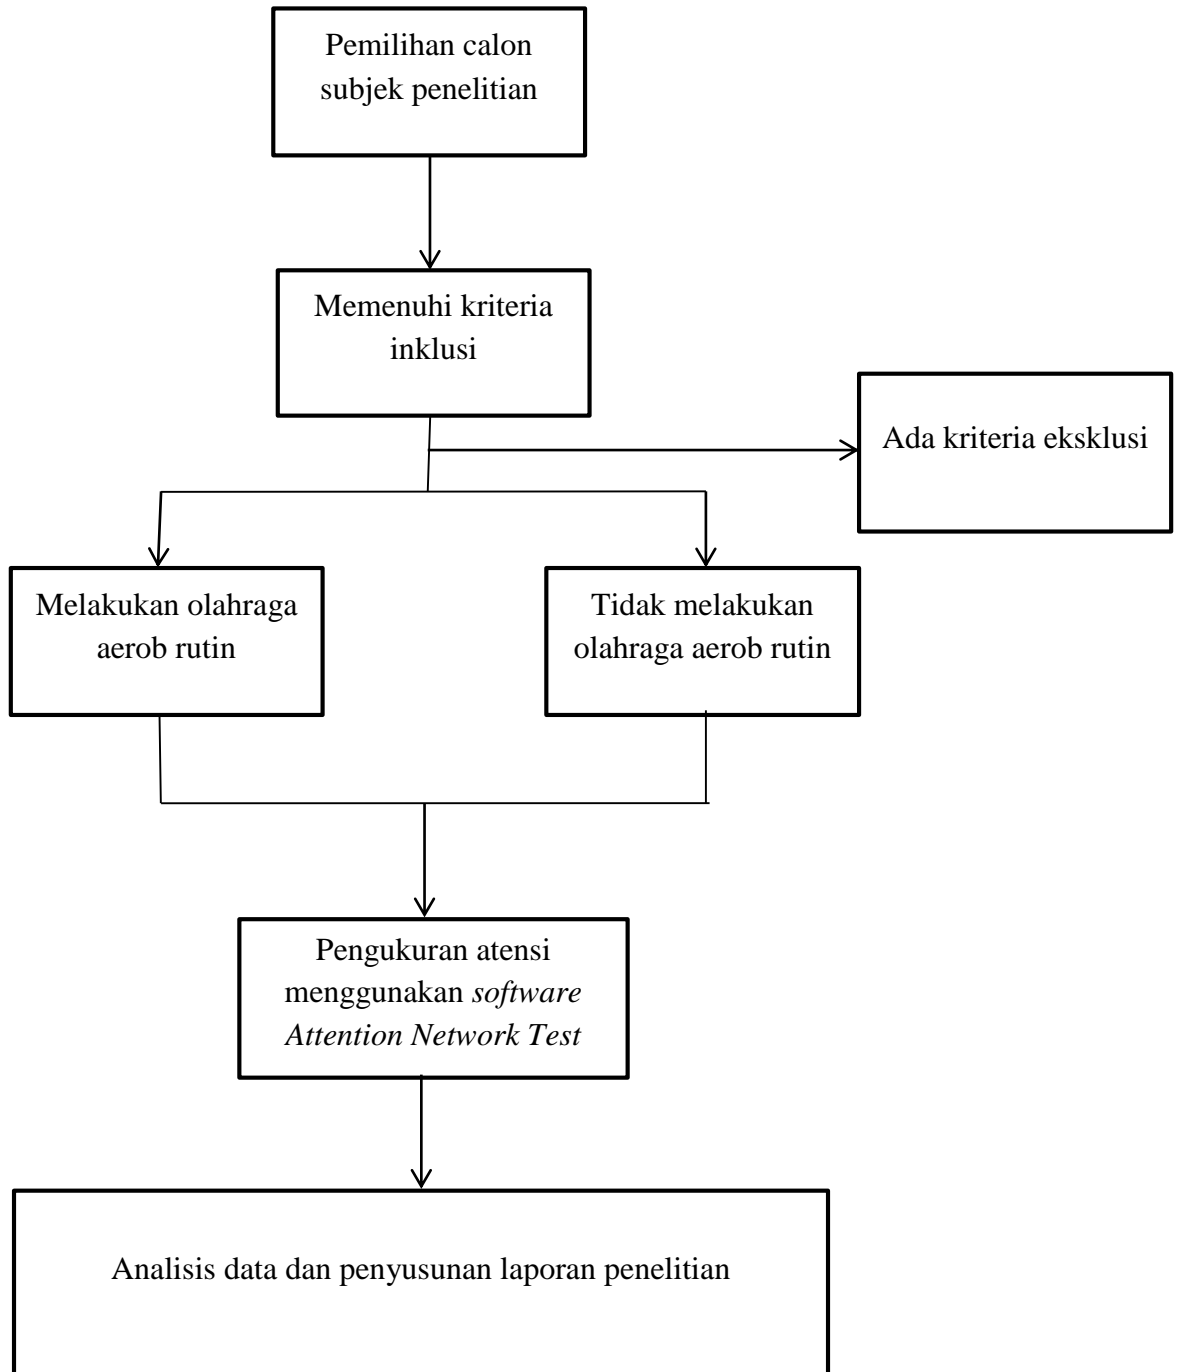 Pemilihan calon
subjek penelitian
Memenuhi kriteria
inklusi
Ada kriteria eksklusi
Melakukan olahraga
aerob rutin
Tidak melakukan
olahraga aerob rutin
Pengukuran atensi
menggunakan software
Attention Network Test
Analisis data dan penyusunan laporan penelitian